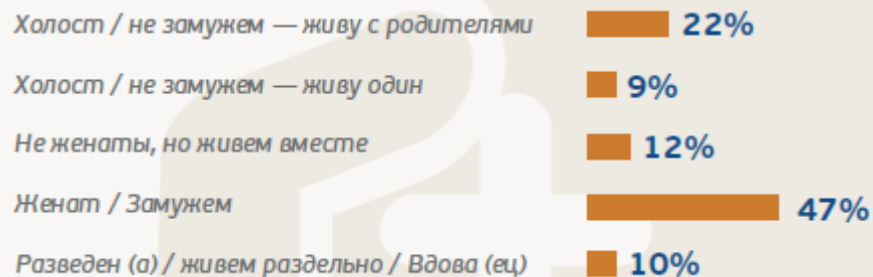 Холост / не замужем — живу с родителями 22%
Холост / не замужем — живу один 9%
Не женаты, но живем вместе 12%
Женат / Замужем 47%
Разведен (а) / живем раздельно / Вдова (ец) 10%